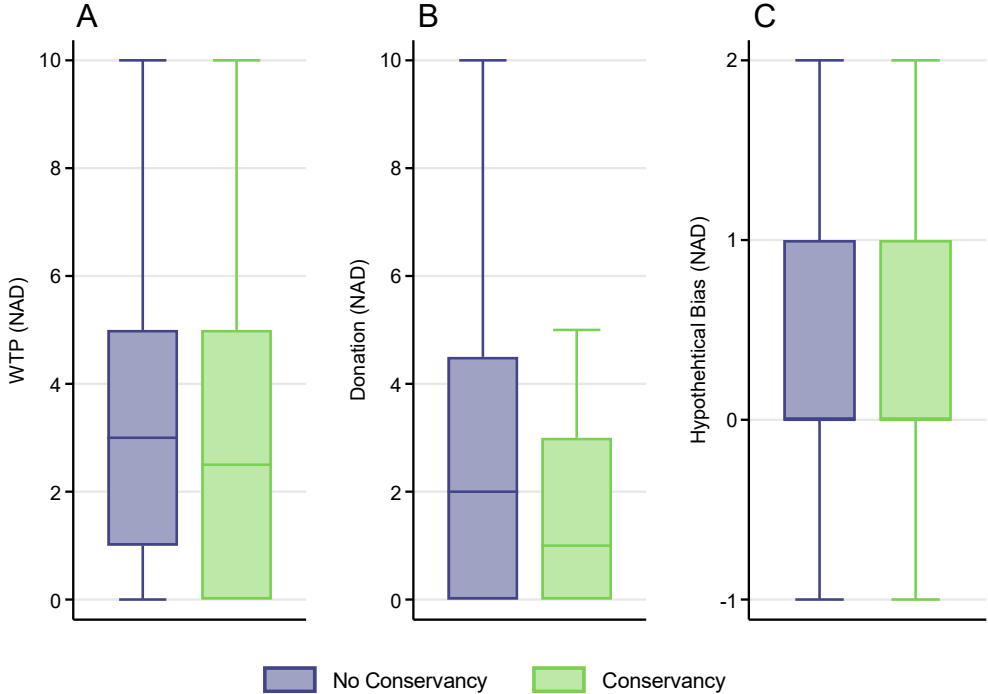 A
B
C
WTP (NAD)
10
8
6
4
2
0
Donation (NAD)
10
8
6
4
2
0
Hypothehtical Bias (NAD)
2
1
0
-1
No Conservancy
Conservancy